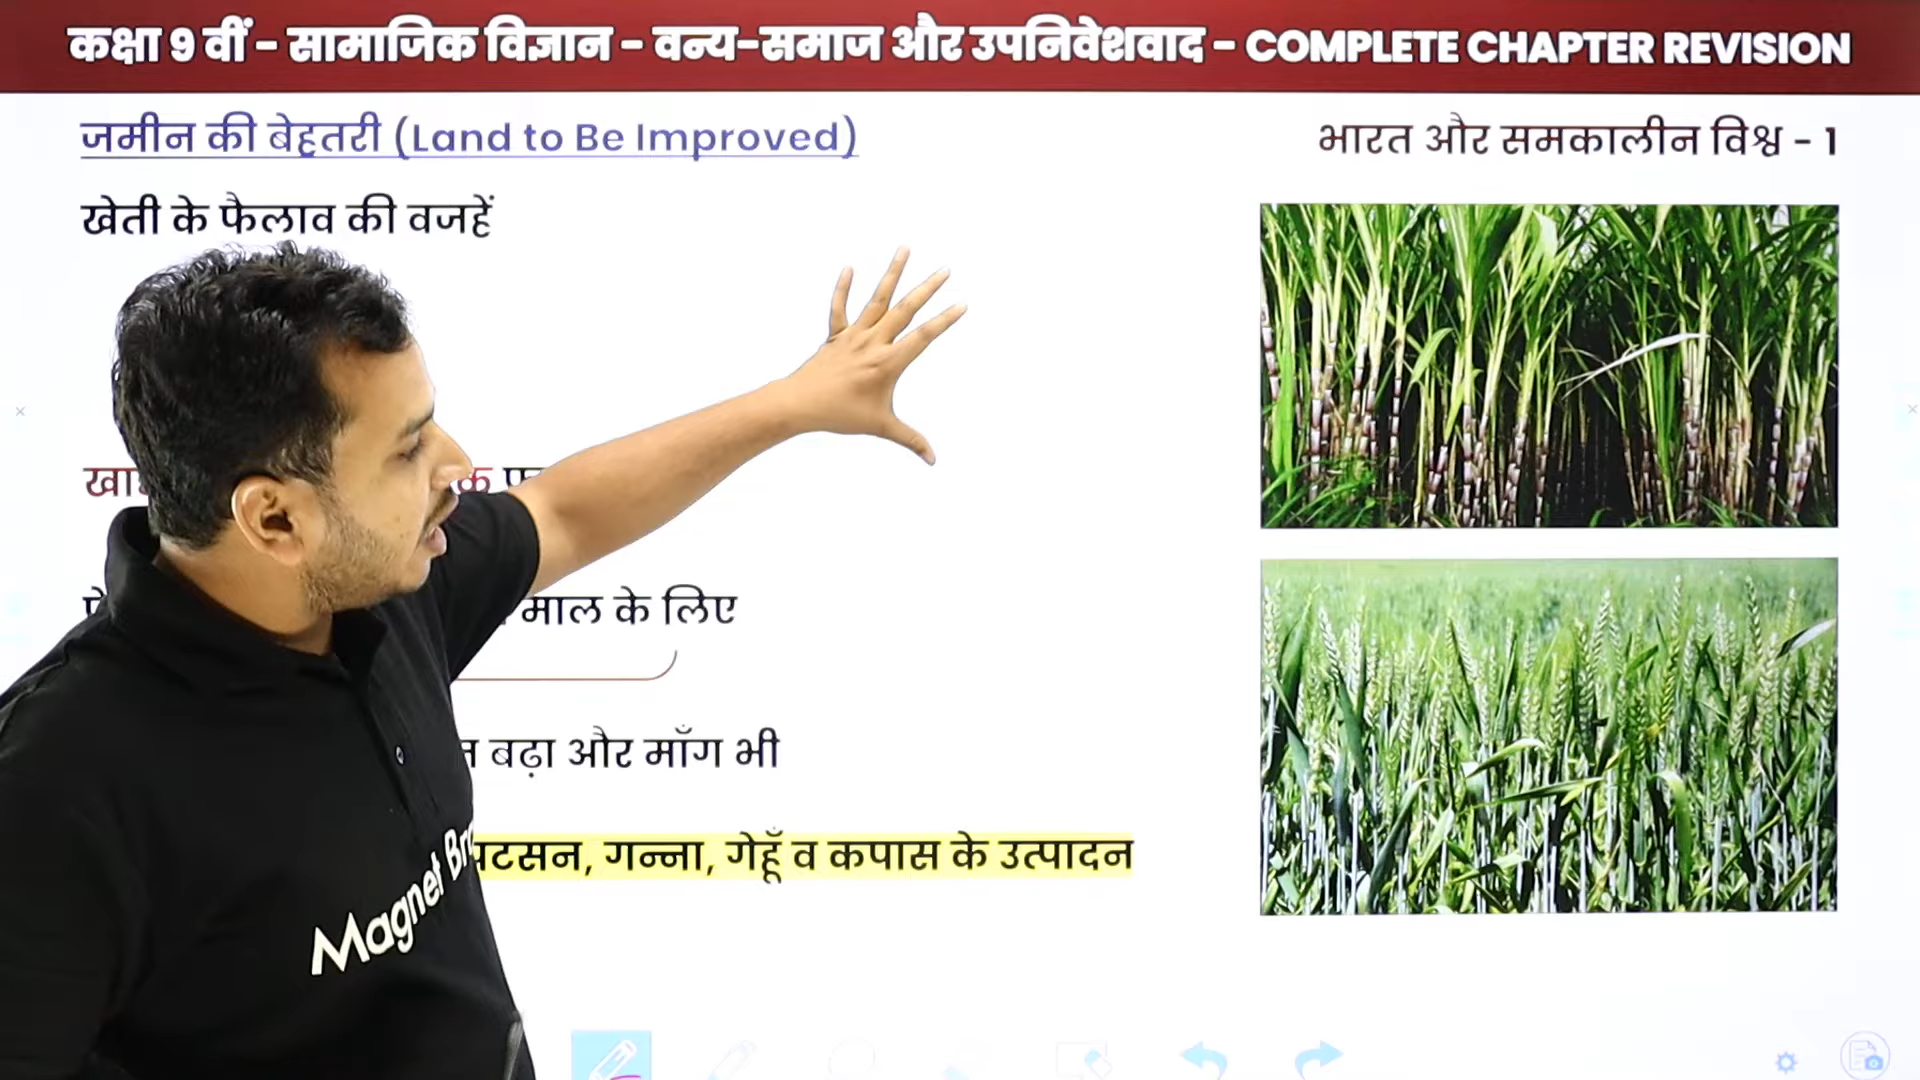 कक्षा 9 वीं - सामाजिक विज्ञान - वन्य-समाज और उपनिवेशवाद - COMPLETE CHAPTER REVISION
जमीन की बेहतरी (Land to Be Improved)
भारत और समकालीन विश्व - 1
खेती के फैलाव की वजहें
माल के लिए
बढ़ा और माँग भी
पटसन, गन्ना, गेहूँ व कपास के उत्पादन
Magnet